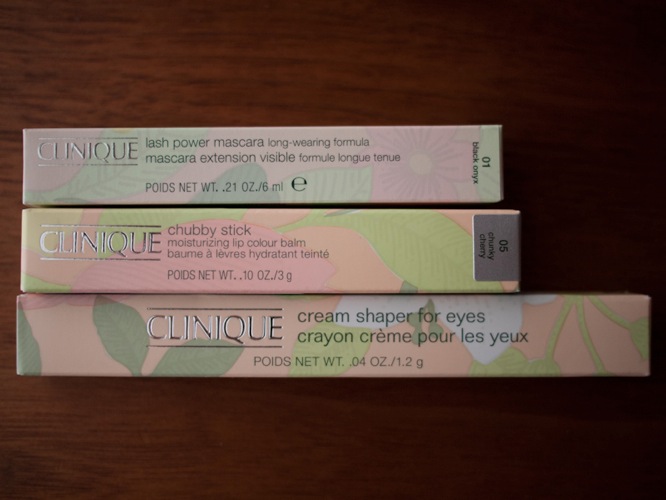 CLINIQUE
lash power mascara long-wearing formula
mascara extension visible formule longue tenue
POIDS NET WT. .21 OZ./6 ml ℮
01
black onyx
CLINIQUE
chubby stick
moisturizing lip colour balm
baume à lèvres hydratant teinté
POIDS NET WT. .10 OZ./3 g
05
chunky
cherry
CLINIQUE
cream shaper for eyes
crayon crème pour les yeux
POIDS NET WT. .04 OZ./1.2 g